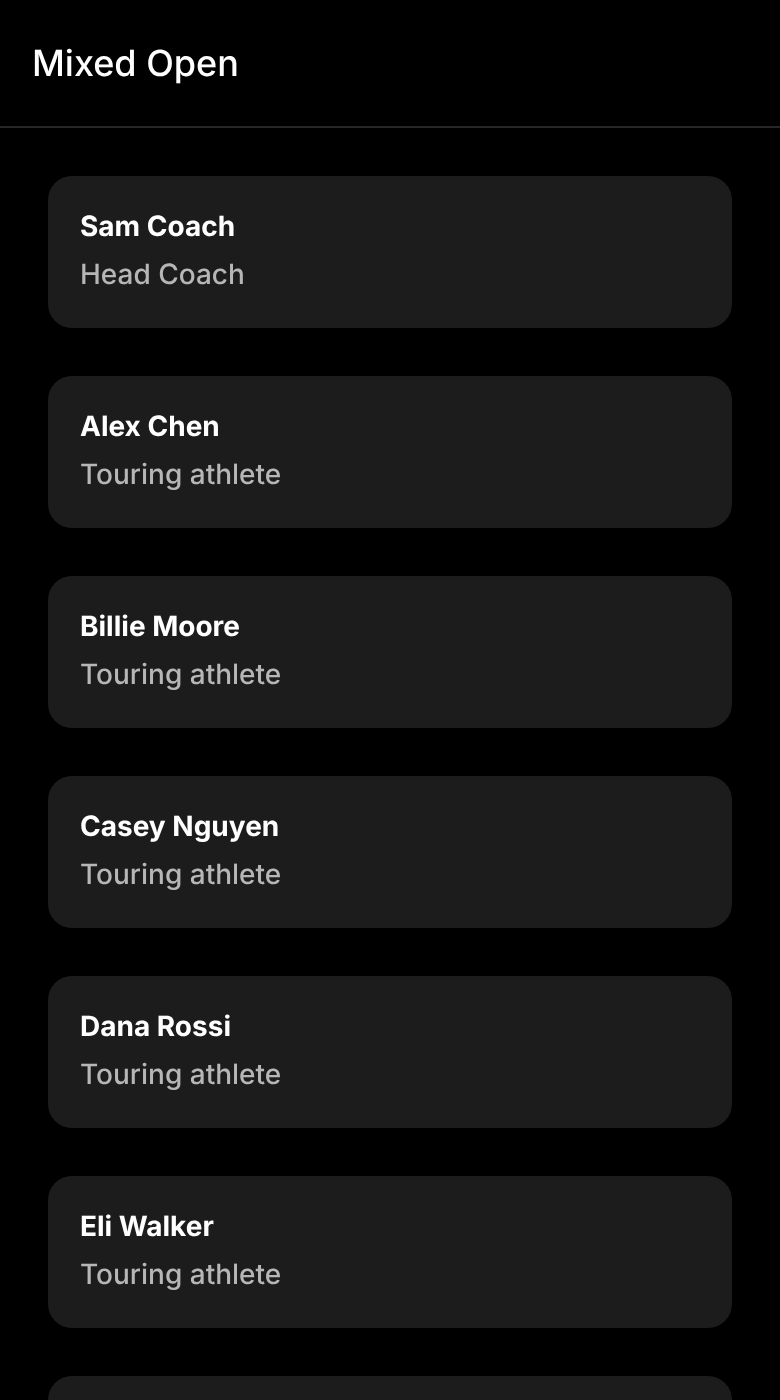 Mixed Open
Sam Coach
Head Coach
Alex Chen
Touring athlete
Billie Moore
Touring athlete
Casey Nguyen
Touring athlete
Dana Rossi
Touring athlete
Eli Walker
Touring athlete